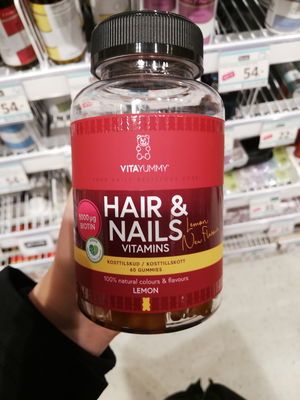 VITAYUMMY
HAIR &
NAILS
VITAMINS
Lemon
New Flavour
5000 µg
BIOTIN
KOSTTILSKUD / KOSTTILLSKOTT
60 GUMMIES
100% natural colours & flavours
LEMON
54
54
22